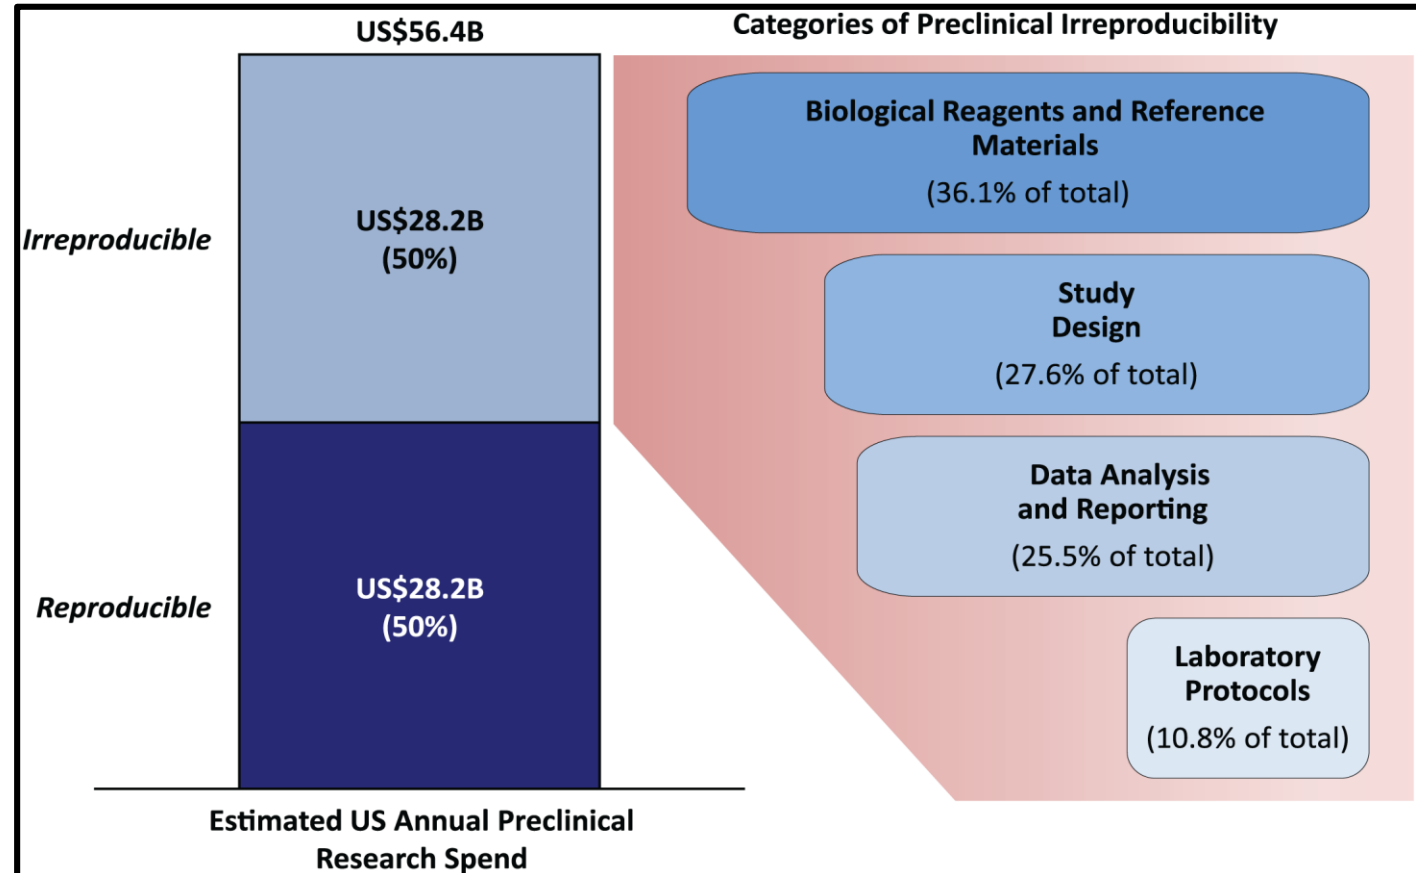 US$56.4B
Irreproducible
US$28.2B
(50%)
Reproducible
US$28.2B
(50%)
Estimated US Annual Preclinical
Research Spend
Categories of Preclinical Irreproducibility
Biological Reagents and Reference
Materials
(36.1% of total)
Study
Design
(27.6% of total)
Data Analysis
and Reporting
(25.5% of total)
Laboratory
Protocols
(10.8% of total)